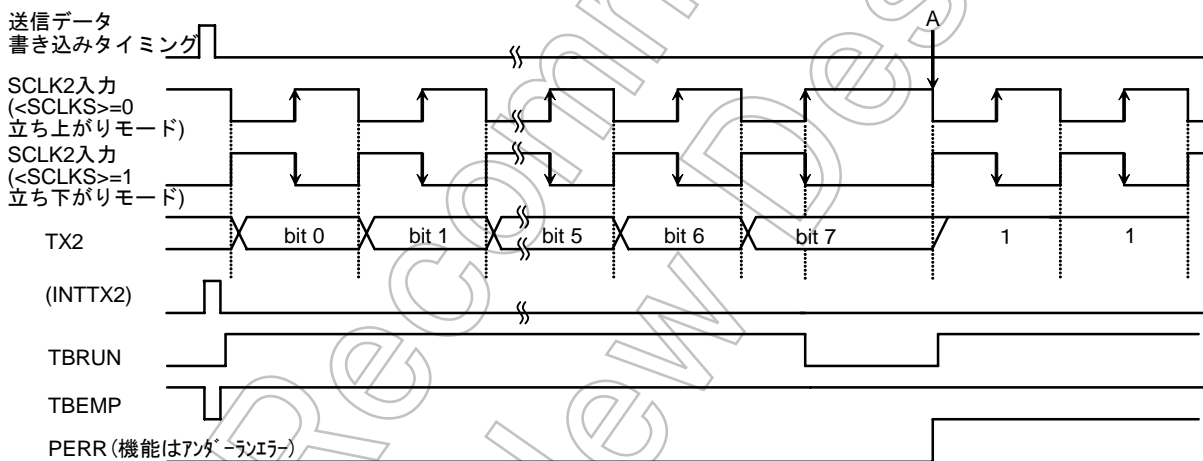 送信データ
書き込みタイミング
A
SCLK2入力
(<SCLKS>=0
立ち上がりモード)
SCLK2入力
(<SCLKS>=1
立ち下がりモード)
TX2
bit 0
bit 1
bit 5
bit 6
bit 7
1
1
(INTTX2)
TBRUN
TBEMP
PERR (機能はｱﾝﾀﾞｰﾗﾝｴﾗｰ)